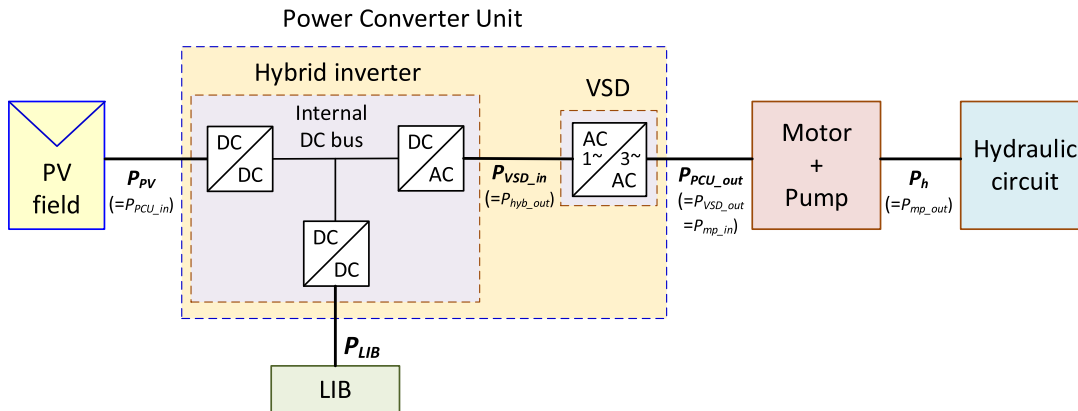 Power Converter Unit
Hybrid inverter
VSD
Internal
DC bus
DC
DC
DC
AC
DC
DC
AC
1~
3~
AC
PV
field
P_PV
(=P_PCU_in)
P_VSD_in
(=P_hyb_out)
P_PCU_out
(=P_VSD_out
=P_mp_in)
Motor
+
Pump
P_h
(=P_mp_out)
Hydraulic
circuit
P_LIB
LIB